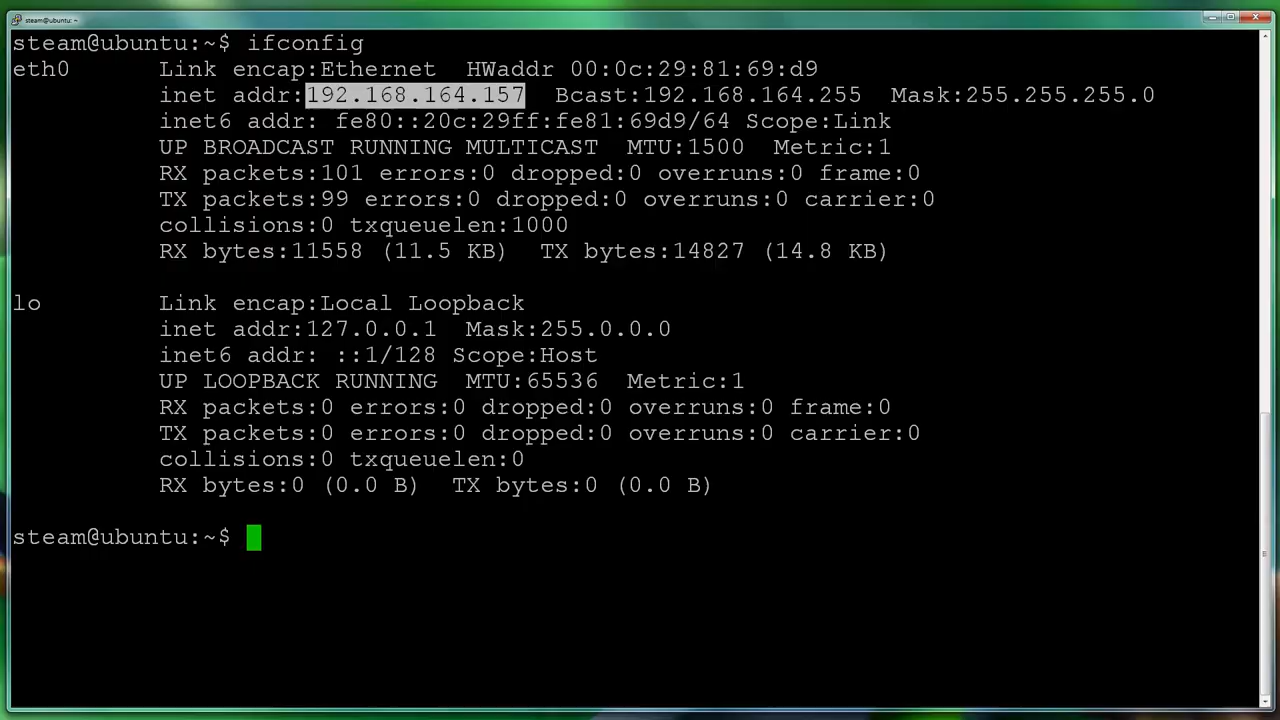 steam@ubuntu: ~
steam@ubuntu:~$ ifconfig
eth0      Link encap:Ethernet  HWaddr 00:0c:29:81:69:d9
          inet addr:192.168.164.157  Bcast:192.168.164.255  Mask:255.255.255.0
          inet6 addr: fe80::20c:29ff:fe81:69d9/64 Scope:Link
          UP BROADCAST RUNNING MULTICAST  MTU:1500  Metric:1
          RX packets:101 errors:0 dropped:0 overruns:0 frame:0
          TX packets:99 errors:0 dropped:0 overruns:0 carrier:0
          collisions:0 txqueuelen:1000
          RX bytes:11558 (11.5 KB)  TX bytes:14827 (14.8 KB)
lo        Link encap:Local Loopback
          inet addr:127.0.0.1  Mask:255.0.0.0
          inet6 addr: ::1/128 Scope:Host
          UP LOOPBACK RUNNING  MTU:65536  Metric:1
          RX packets:0 errors:0 dropped:0 overruns:0 frame:0
          TX packets:0 errors:0 dropped:0 overruns:0 carrier:0
          collisions:0 txqueuelen:0
          RX bytes:0 (0.0 B)  TX bytes:0 (0.0 B)
steam@ubuntu:~$